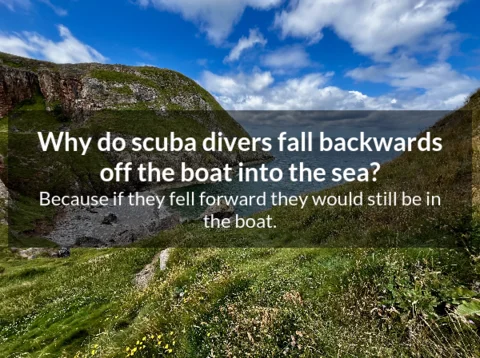 Why do scuba divers fall backwards
off the boat into the sea?
Because if they fell forward they would still be in
the boat.